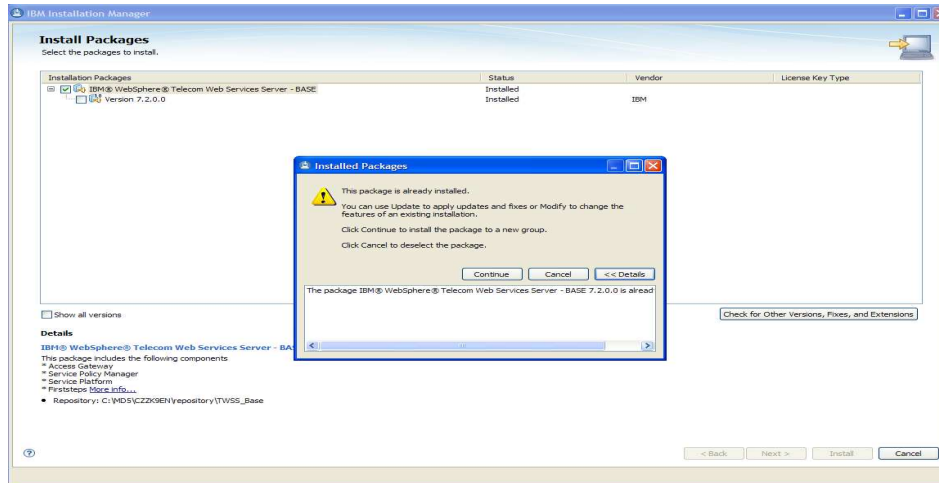 IBM Installation Manager
Install Packages
Select the packages to install.
Installation Packages Status Vendor License Key Type
IBM® WebSphere® Telecom Web Services Server - BASE Installed
Version 7.2.0.0 Installed IBM
Installed Packages
This package is already installed.
You can use Update to apply updates and fixes or Modify to change the
features of an existing installation.
Click Continue to install the package to a new group.
Click Cancel to deselect the package.
Continue Cancel << Details
The package IBM® WebSphere® Telecom Web Services Server - BASE 7.2.0.0 is alread
Show all versions Check for Other Versions, Fixes, and Extensions
Details
IBM® WebSphere® Telecom Web Services Server - BA
This package includes the following components
* Access Gateway
* Service Policy Manager
* Service Platform
* Firststeps More info...
• Repository: C:\MD5\CZZK9EN\repository\TWSS_Base
? < Back Next > Install Cancel